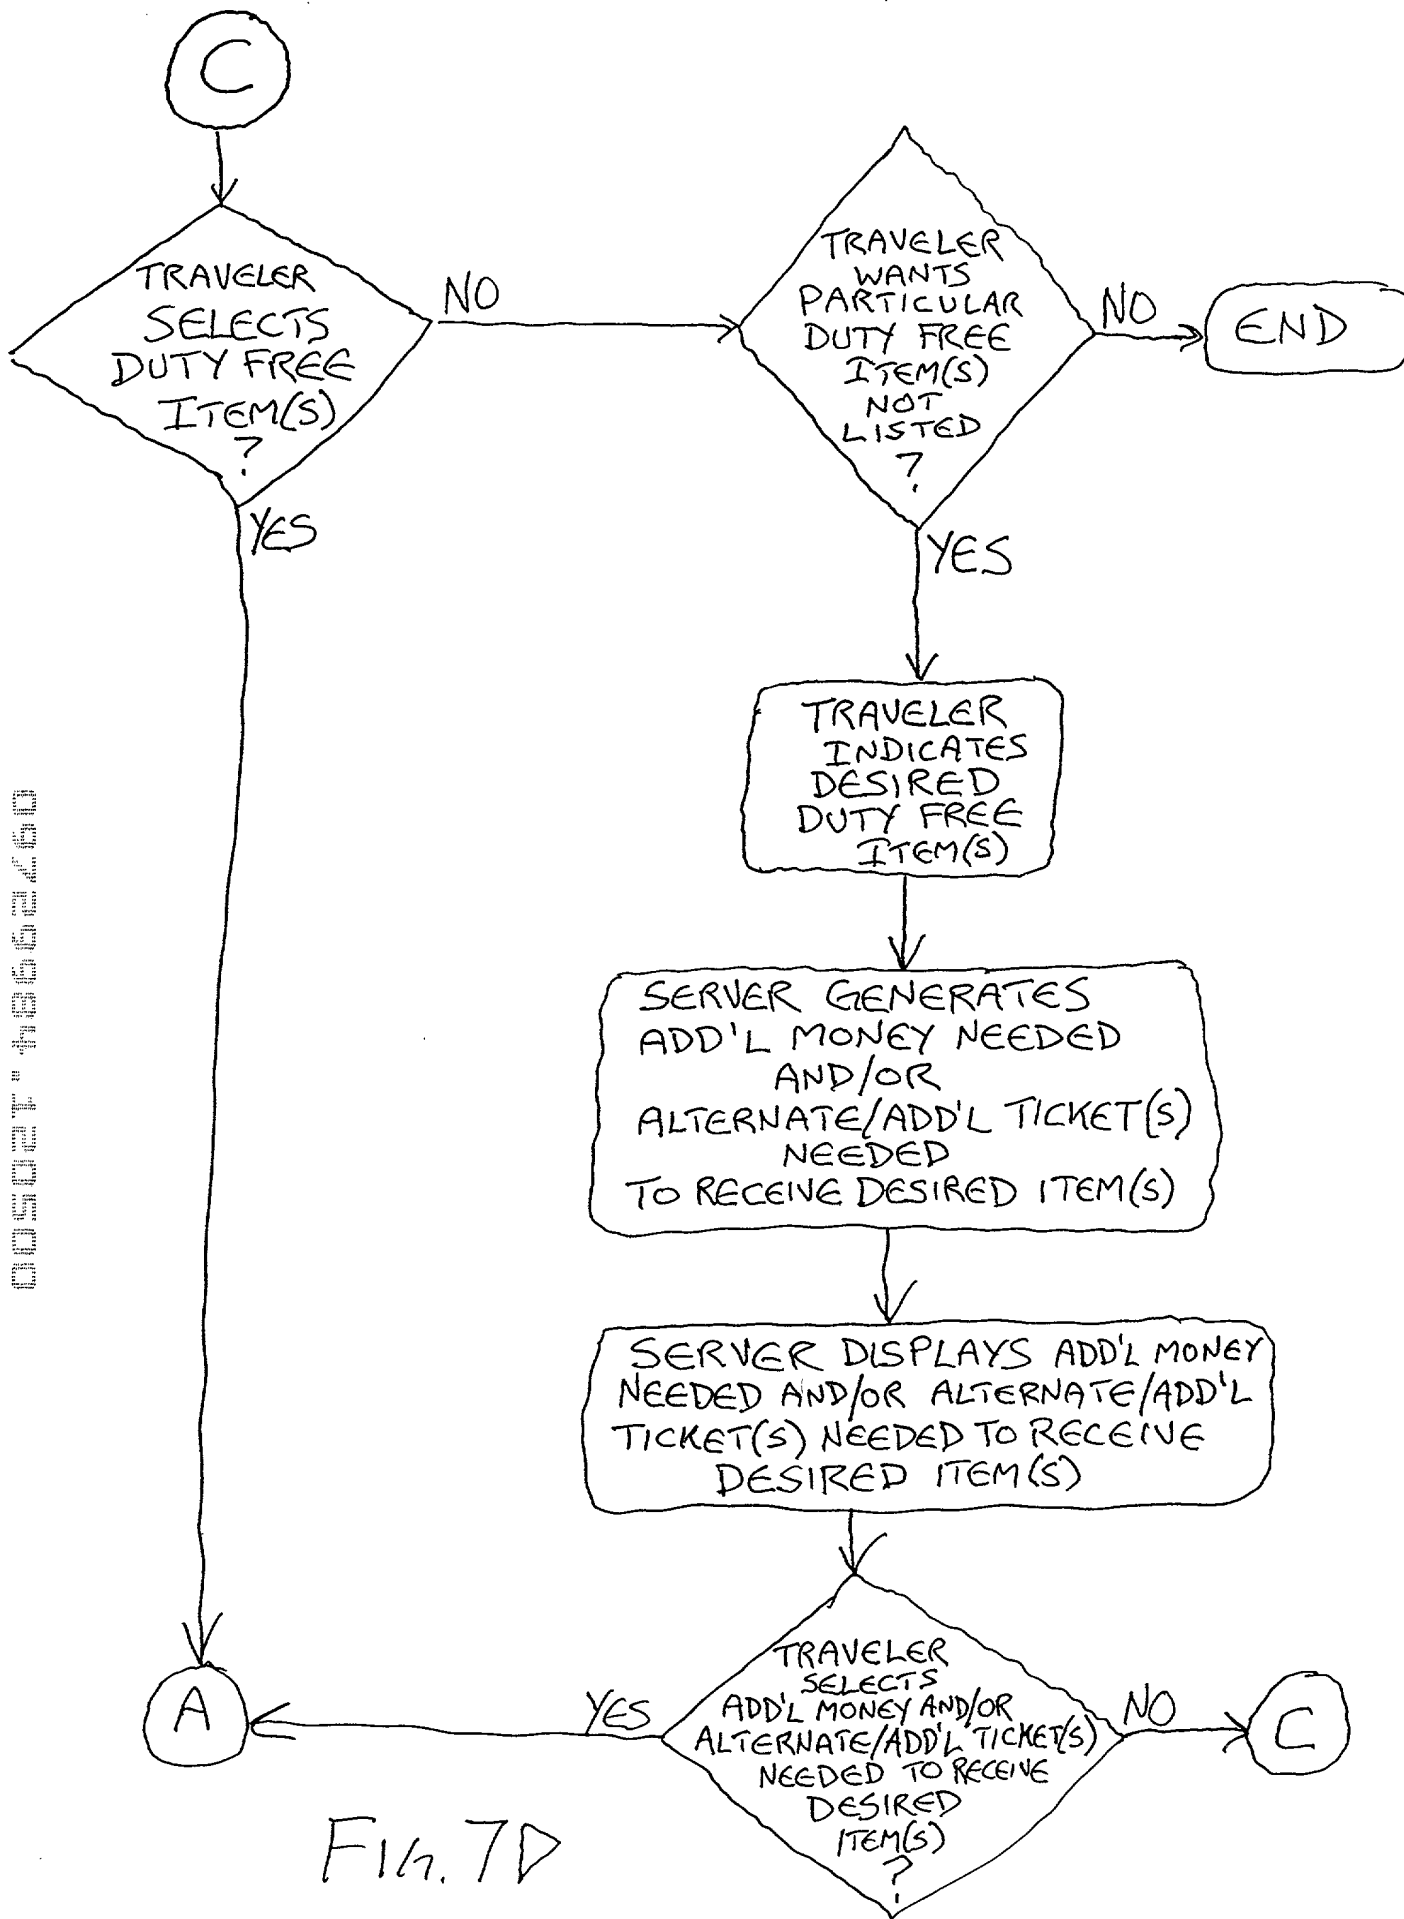 C
TRAVELER
SELECTS
DUTY FREE
ITEM(S)
?
NO
YES
TRAVELER
WANTS
PARTICULAR
DUTY FREE
ITEM(S)
NOT
LISTED
?
NO
END
YES
TRAVELER
INDICATES
DESIRED
DUTY FREE
ITEM(S)
SERVER GENERATES
ADD'L MONEY NEEDED
AND/OR
ALTERNATE/ADD'L TICKET(S)
NEEDED
TO RECEIVE DESIRED ITEM(S)
SERVER DISPLAYS ADD'L MONEY
NEEDED AND/OR ALTERNATE/ADD'L
TICKET(S) NEEDED TO RECEIVE
DESIRED ITEM(S)
TRAVELER
SELECTS
ADD'L MONEY AND/OR
ALTERNATE/ADD'L TICKET(S)
NEEDED TO RECEIVE
DESIRED
ITEM(S)
?
YES
A
NO
C
FIG. 7D
09729984.120500